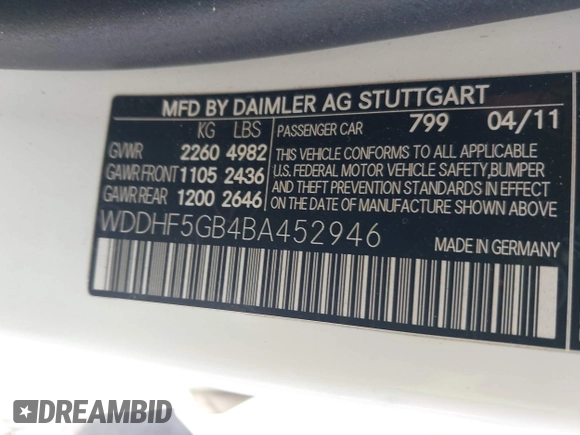 MFD BY DAIMLER AG STUTTGART
KG LBS PASSENGER CAR 799 04/11
GVWR 2260 4982
GAWR FRONT 1105 2436
GAWR REAR 1200 2646
THIS VEHICLE CONFORMS TO ALL APPLICABLE
U.S. FEDERAL MOTOR VEHICLE SAFETY,BUMPER
AND THEFT PREVENTION STANDARDS IN EFFECT
ON THE DATE OF MANUFACTURE SHOWN ABOVE
WDDHF5GB4BA452946 MADE IN GERMANY
DREAMBID